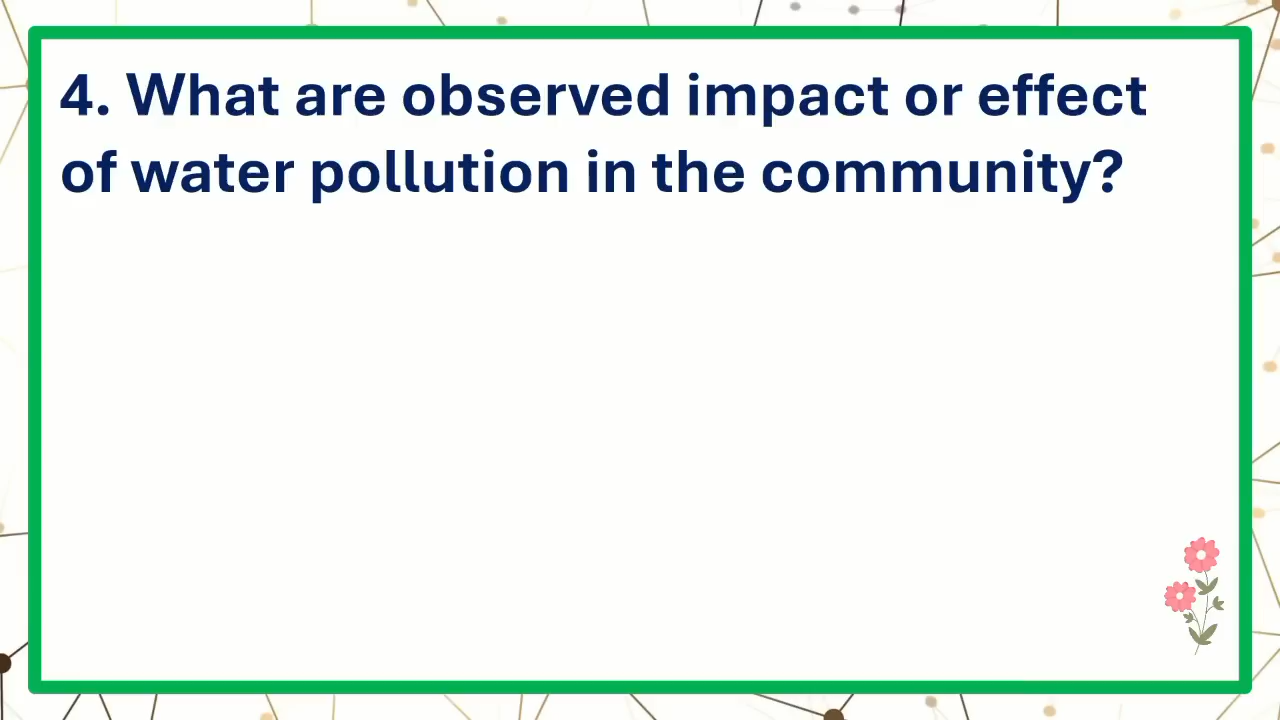 4. What are observed impact or effect
of water pollution in the community?